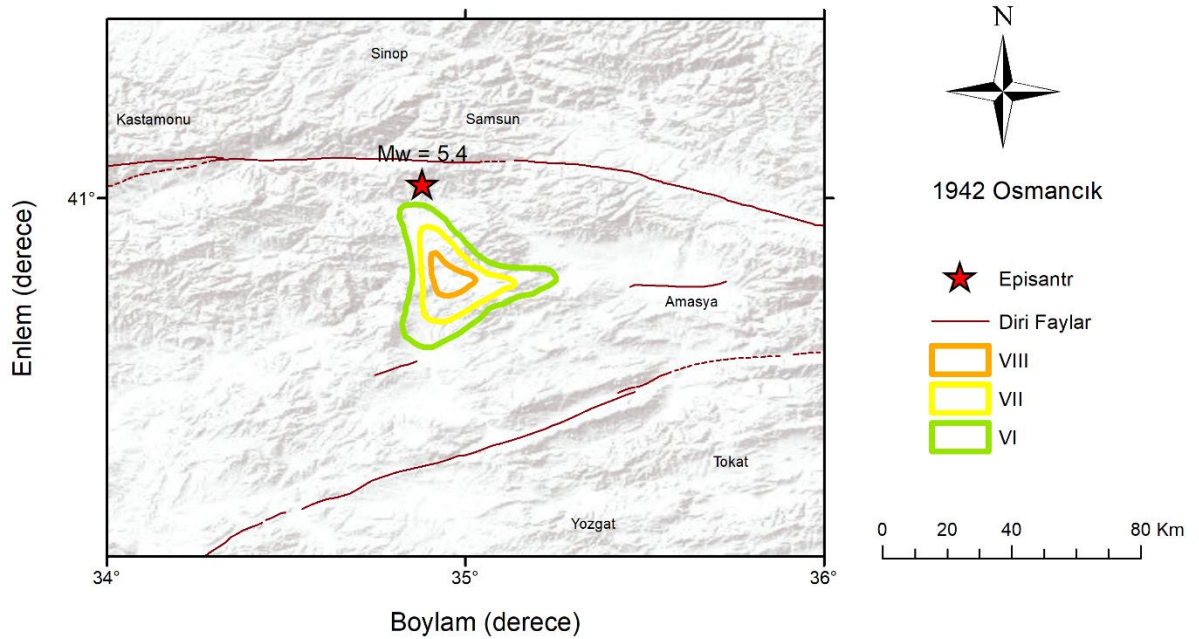 Sinop
Kastamonu
Samsun
Mw = 5.4
41°
Amasya
Tokat
Yozgat
34°
35°
36°
Enlem (derece)
Boylam (derece)
N
1942 Osmancık
Episantr
Diri Faylar
VIII
VII
VI
0 20 40 80 Km